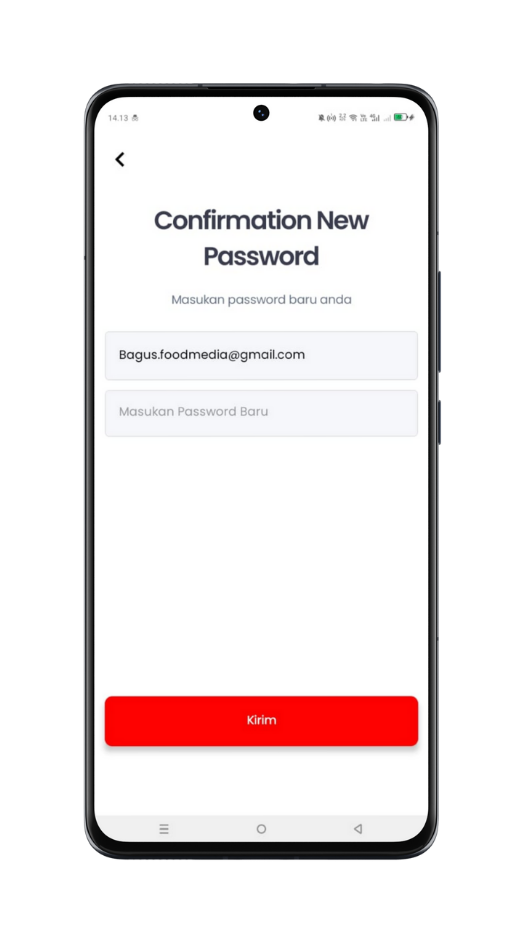 14.13
Confirmation New
Password
Masukan password baru anda
Bagus.foodmedia@gmail.com
Masukan Password Baru
Kirim